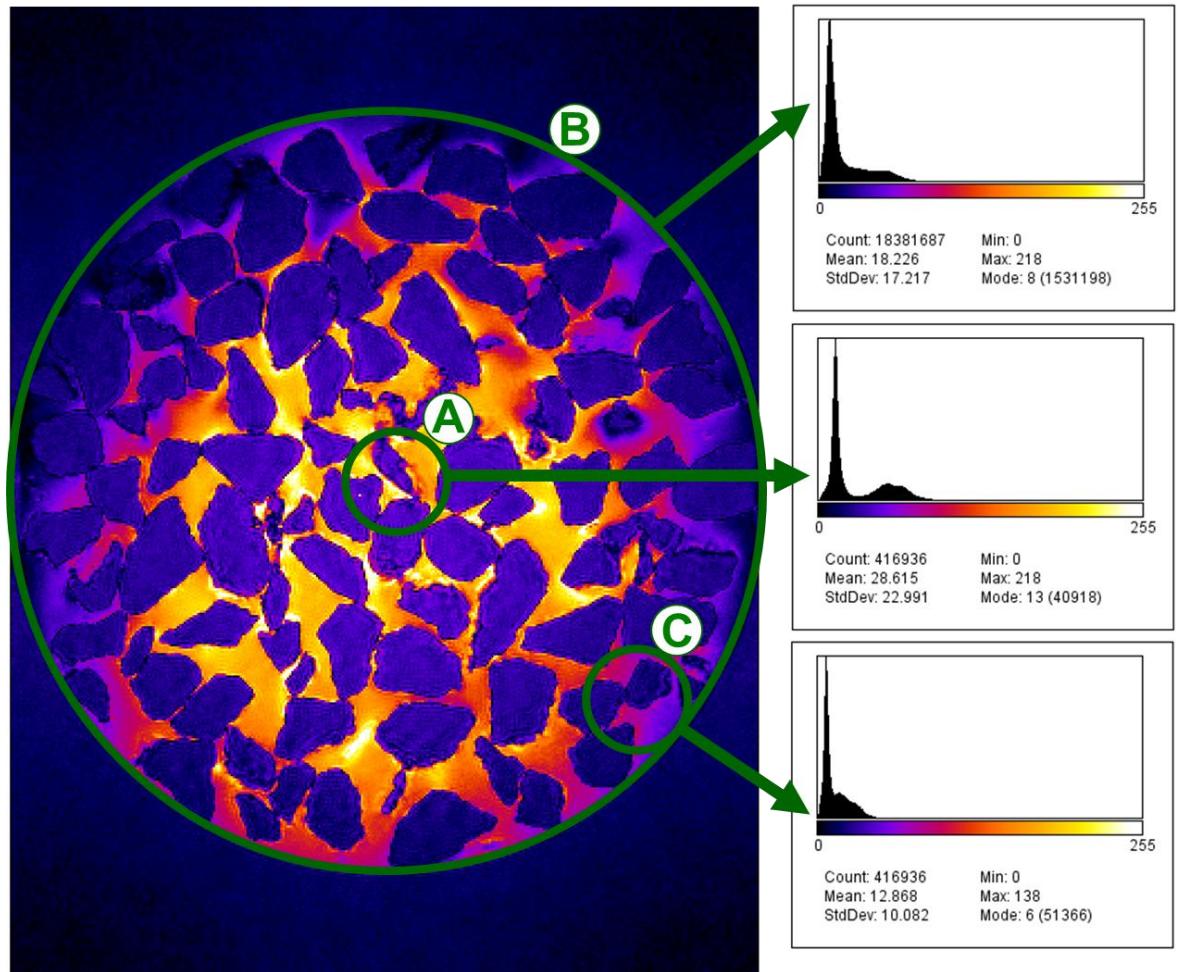 B
A
C
0 255
Count: 18381687 Min: 0
Mean: 18.226 Max: 218
StdDev: 17.217 Mode: 8 (1531198)
0 255
Count: 416936 Min: 0
Mean: 28.615 Max: 218
StdDev: 22.991 Mode: 13 (40918)
0 255
Count: 416936 Min: 0
Mean: 12.868 Max: 138
StdDev: 10.082 Mode: 6 (51366)